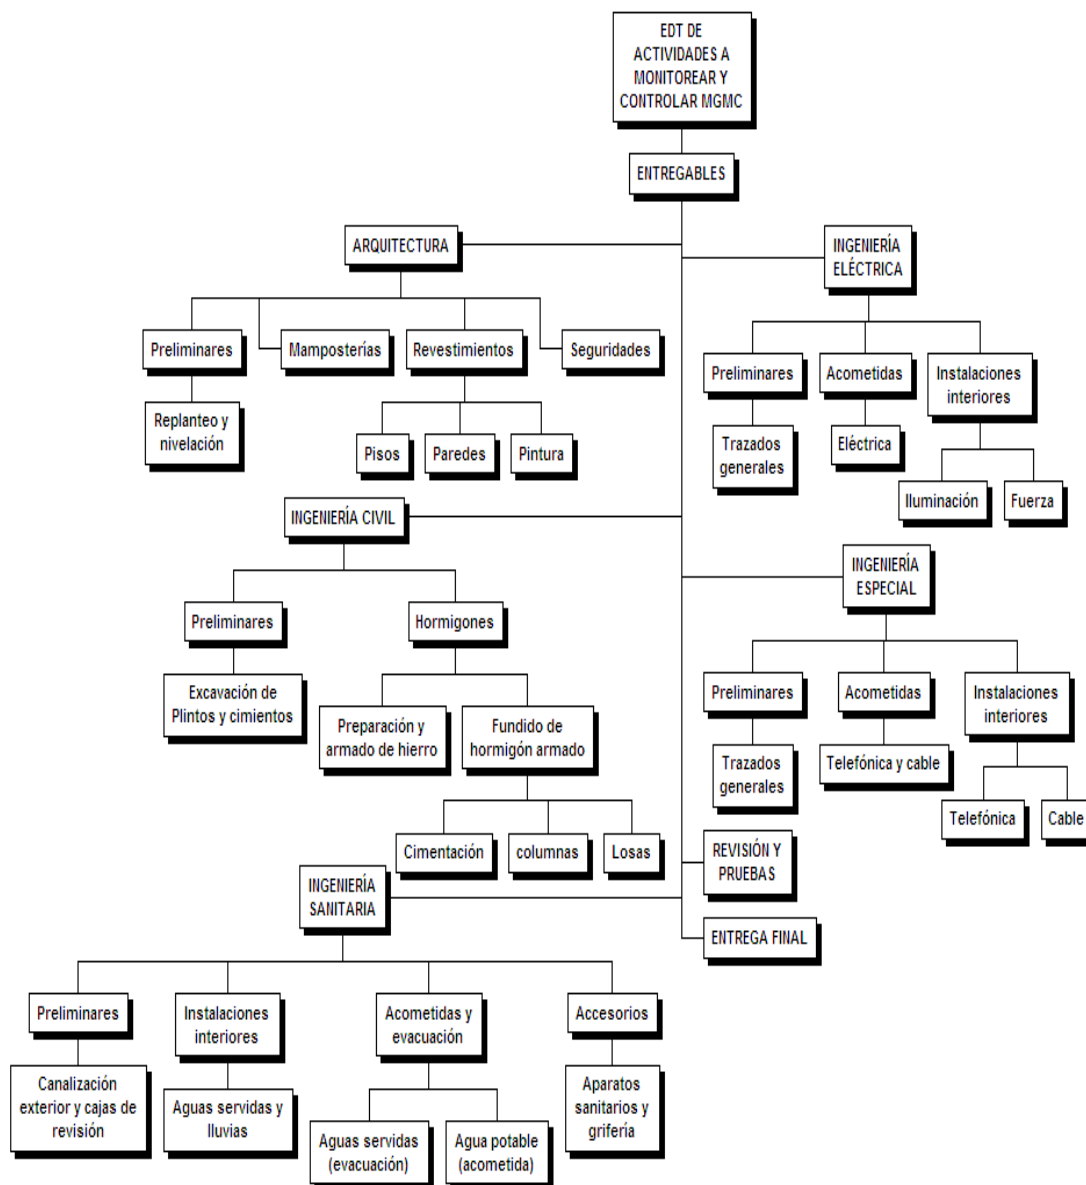 EDT DE
ACTIVIDADES A
MONITOREAR Y
CONTROLAR MGMC
ENTREGABLES
ARQUITECTURA
Preliminares
Mamposterías
Revestimientos
Seguridades
Replanteo y
nivelación
Pisos
Paredes
Pintura
INGENIERÍA
ELÉCTRICA
Preliminares
Acometidas
Instalaciones
interiores
Trazados
generales
Eléctrica
Iluminación
Fuerza
INGENIERÍA CIVIL
Preliminares
Hormigones
Excavación de
Plintos y cimientos
Preparación y
armado de hierro
Fundido de
hormigón armado
Cimentación
columnas
Losas
INGENIERÍA
ESPECIAL
Preliminares
Acometidas
Instalaciones
interiores
Trazados
generales
Telefónica y cable
Telefónica
Cable
REVISIÓN Y
PRUEBAS
ENTREGA FINAL
INGENIERÍA
SANITARIA
Preliminares
Instalaciones
interiores
Acometidas y
evacuación
Accesorios
Canalización
exterior y cajas de
revisión
Aguas servidas y
lluvias
Aguas servidas
(evacuación)
Agua potable
(acometida)
Aparatos
sanitarios y
grifería